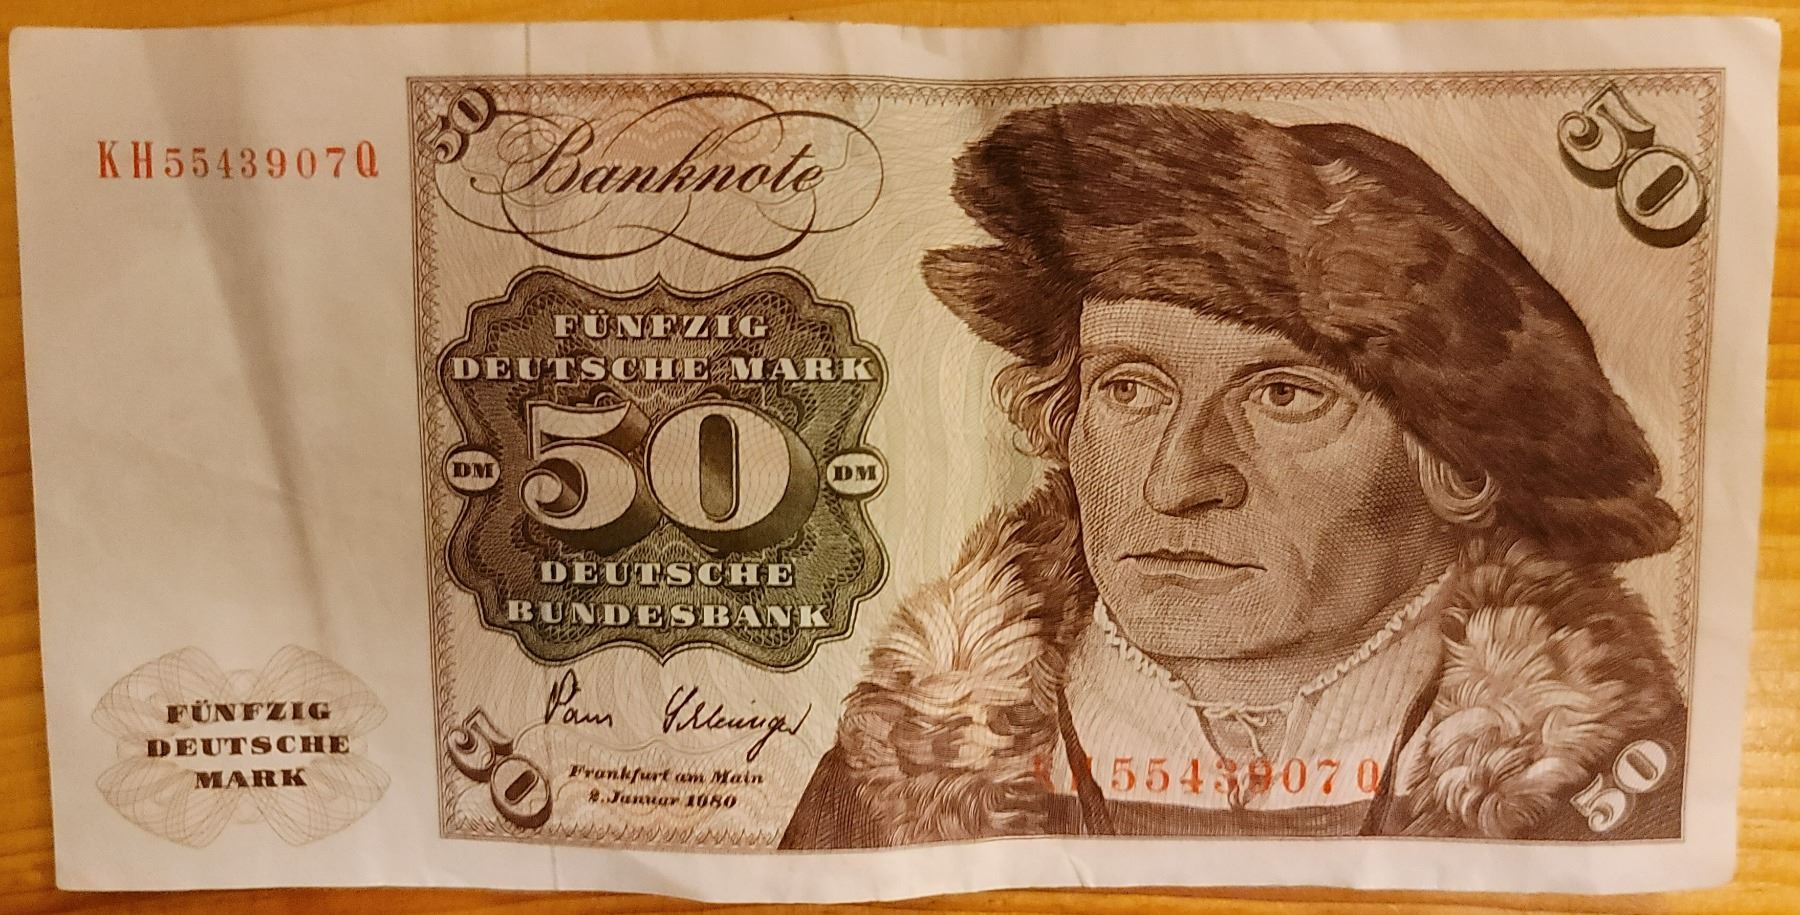 50
Banknote
50
KH5543907Q
FÜNFZIG
DEUTSCHE MARK
50
DM
DM
DEUTSCHE
BUNDESBANK
FÜNFZIG
DEUTSCHE
MARK
50
Frankfurt am Main
2. Januar 1980
KH5543907Q
50